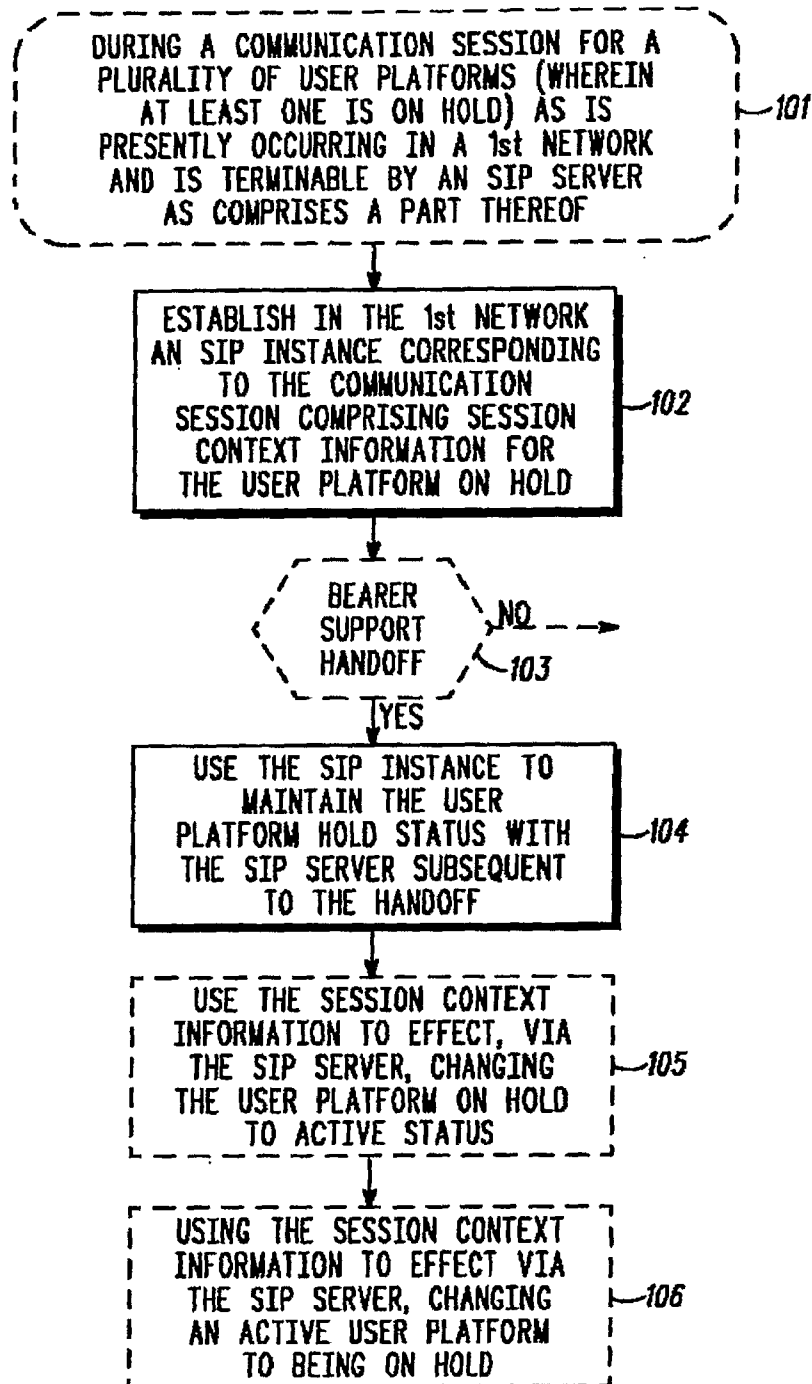 DURING A COMMUNICATION SESSION FOR A
PLURALITY OF USER PLATFORMS (WHEREIN
AT LEAST ONE IS ON HOLD) AS IS
PRESENTLY OCCURRING IN A 1st NETWORK
AND IS TERMINABLE BY AN SIP SERVER
AS COMPRISES A PART THEREOF
101
ESTABLISH IN THE 1st NETWORK
AN SIP INSTANCE CORRESPONDING
TO THE COMMUNICATION
SESSION COMPRISING SESSION
CONTEXT INFORMATION FOR
THE USER PLATFORM ON HOLD
102
BEARER
SUPPORT
HANDOFF
NO
103
YES
USE THE SIP INSTANCE TO
MAINTAIN THE USER
PLATFORM HOLD STATUS WITH
THE SIP SERVER SUBSEQUENT
TO THE HANDOFF
104
USE THE SESSION CONTEXT
INFORMATION TO EFFECT, VIA
THE SIP SERVER, CHANGING
THE USER PLATFORM ON HOLD
TO ACTIVE STATUS
105
USING THE SESSION CONTEXT
INFORMATION TO EFFECT VIA
THE SIP SERVER, CHANGING
AN ACTIVE USER PLATFORM
TO BEING ON HOLD
106